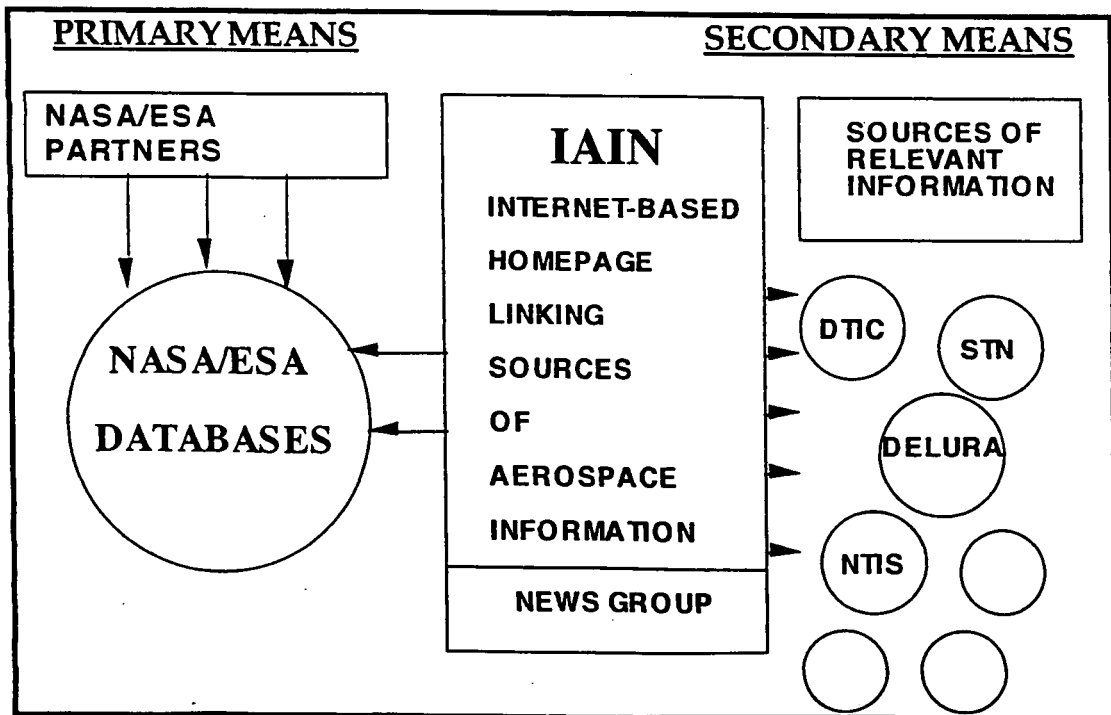 PRIMARY MEANS
SECONDARY MEANS
NASA/ESA
PARTNERS
NASA/ESA
DATABASES
IAIN
INTERNET-BASED
HOMEPAGE
LINKING
SOURCES
OF
AEROSPACE
INFORMATION
NEWS GROUP
SOURCES OF
RELEVANT
INFORMATION
DTIC
STN
DELURA
NTIS